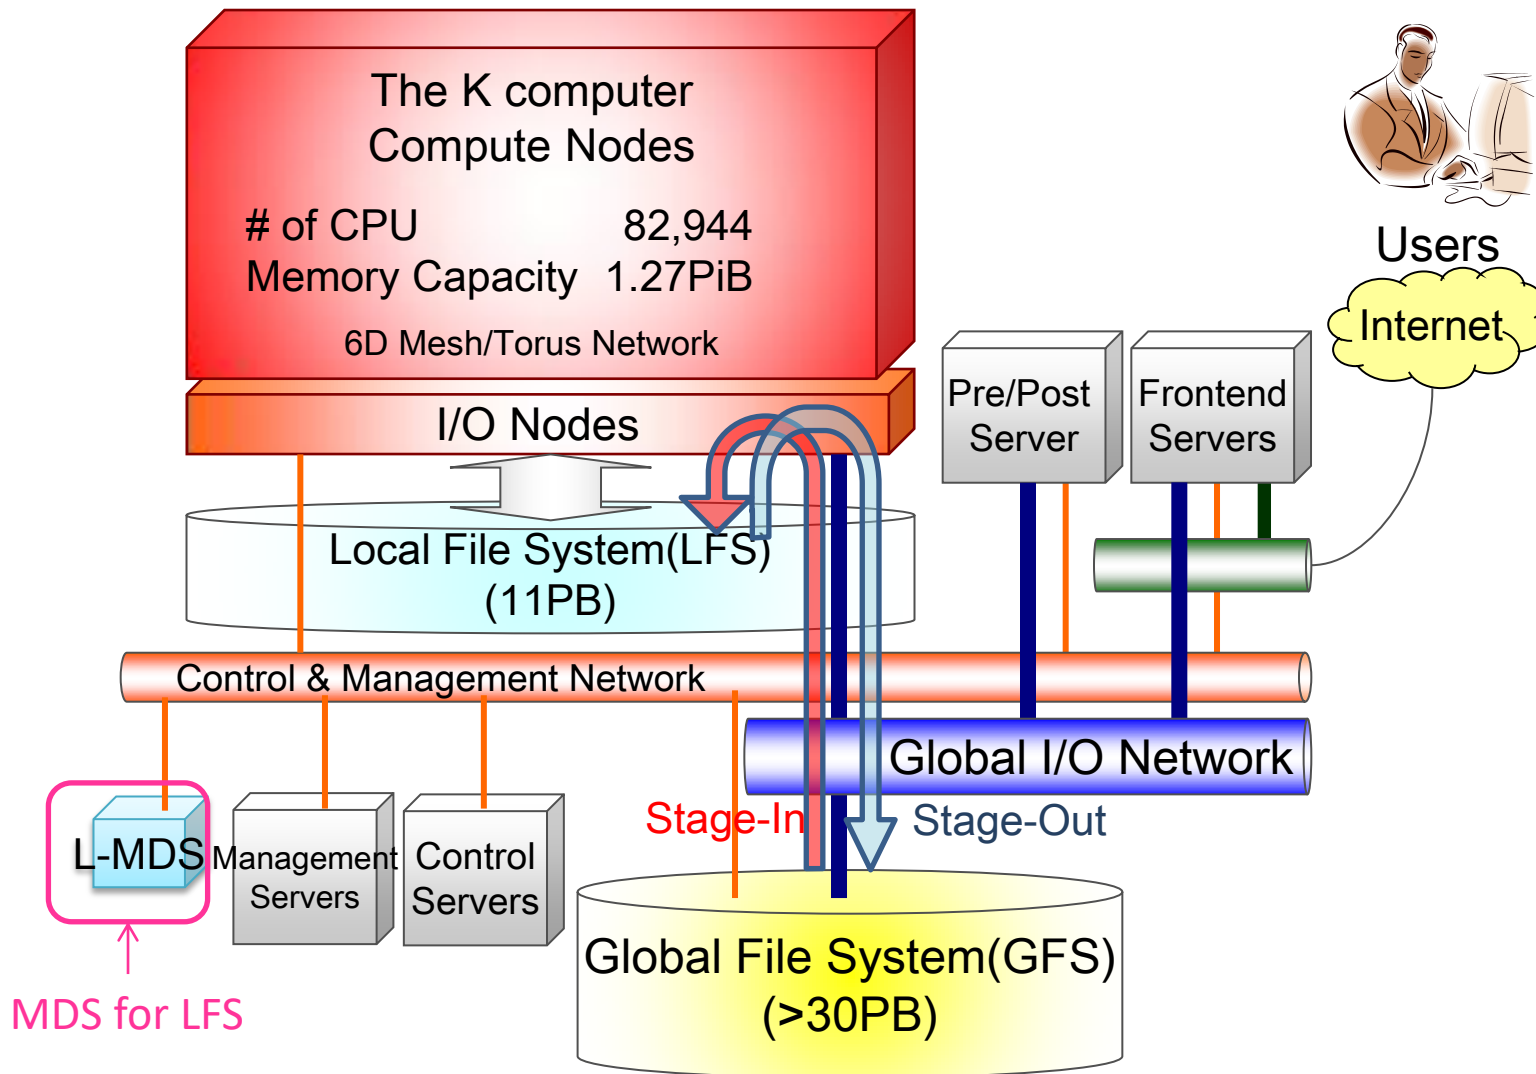 The K computer
Compute Nodes
# of CPU 82,944
Memory Capacity 1.27PiB
6D Mesh/Torus Network
I/O Nodes
Users
Internet
Pre/Post
Server
Frontend
Servers
Local File System(LFS)
(11PB)
Control & Management Network
Global I/O Network
Stage-In
Stage-Out
L-MDS
Management
Servers
Control
Servers
MDS for LFS
Global File System(GFS)
(>30PB)